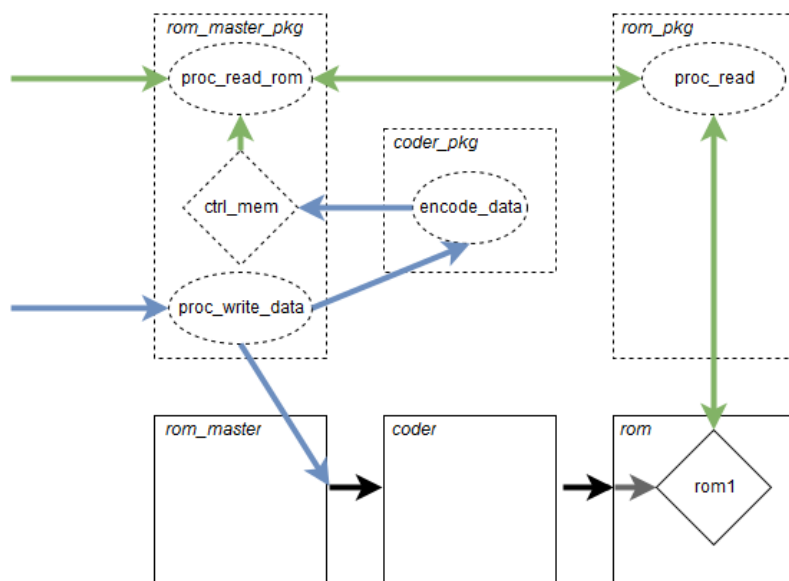 rom_master_pkg
rom_pkg
proc_read_rom
proc_read
coder_pkg
ctrl_mem
encode_data
proc_write_data
rom_master
coder
rom
rom1